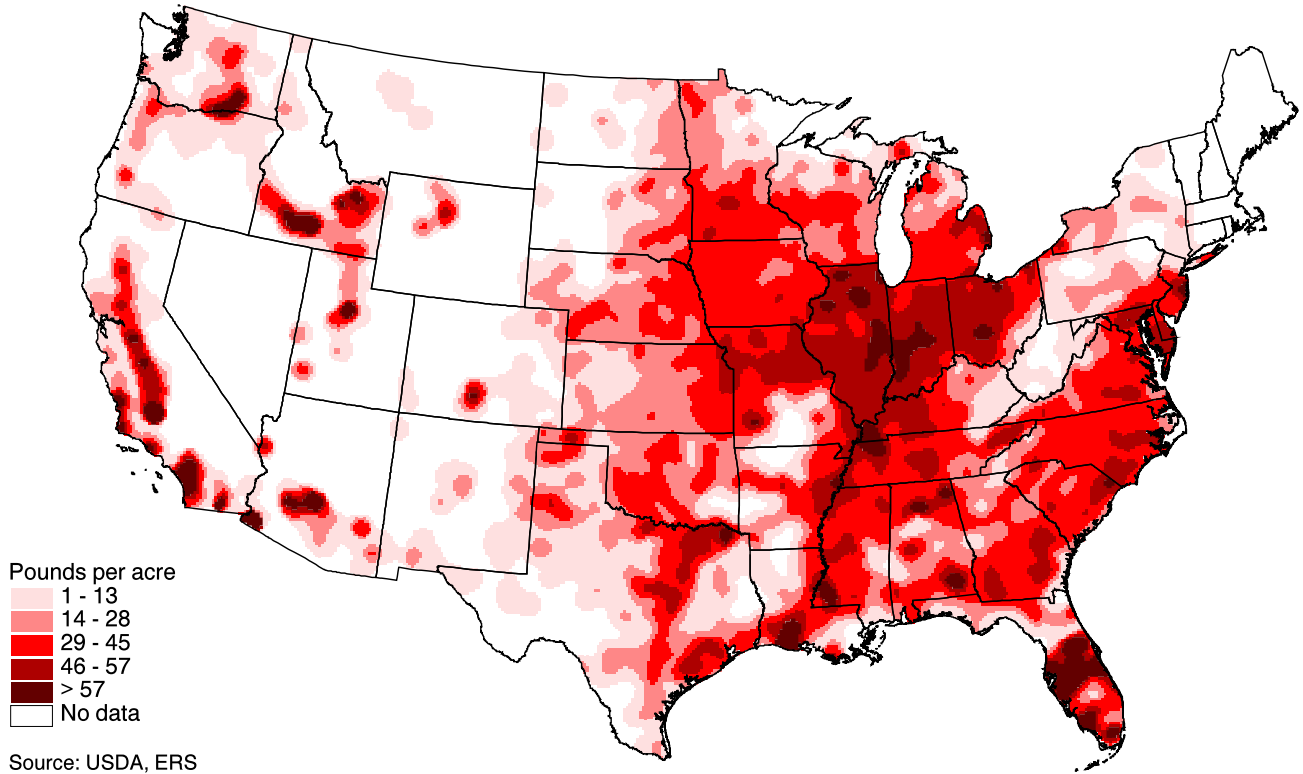 Pounds per acre
1 - 13
14 - 28
29 - 45
46 - 57
> 57
No data
Source: USDA, ERS